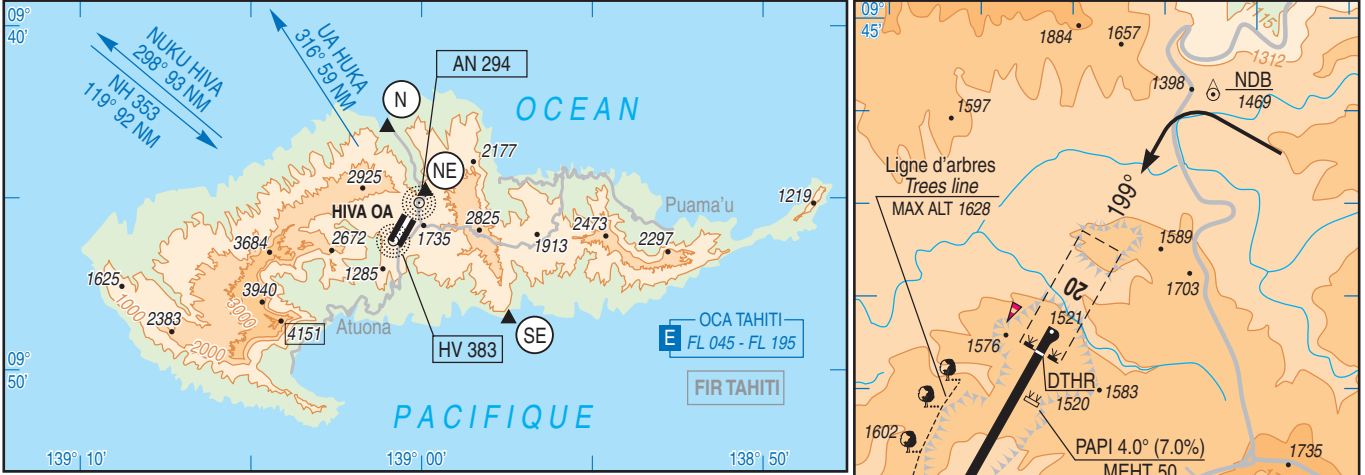 09°
40'
NUKU HIVA
298° 93 NM
NH 353
119° 92 NM
UA HUKA
316° 59 NM
AN 294
N
OCEAN
2177
NE
2925
HIVA OA
1219
Puama'u
2825
2473
1735
1913
2297
3684
2672
1285
1625
3940
1000
3000
2383
4151
2000
Atuona
SE
HV 383
E
OCA TAHITI
FL 045 - FL 195
FIR TAHITI
09°
50'
PACIFIQUE
139° 10'
139° 00'
138° 50'
09°
45'
1884
1657
1115
1312
1398
NDB
1469
1597
Ligne d'arbres
Trees line
MAX ALT 1628
199°
1589
1703
20
1521
1576
DTHR
1583
1520
1602
PAPI 4.0° (7.0%)
MEHT 50
1735